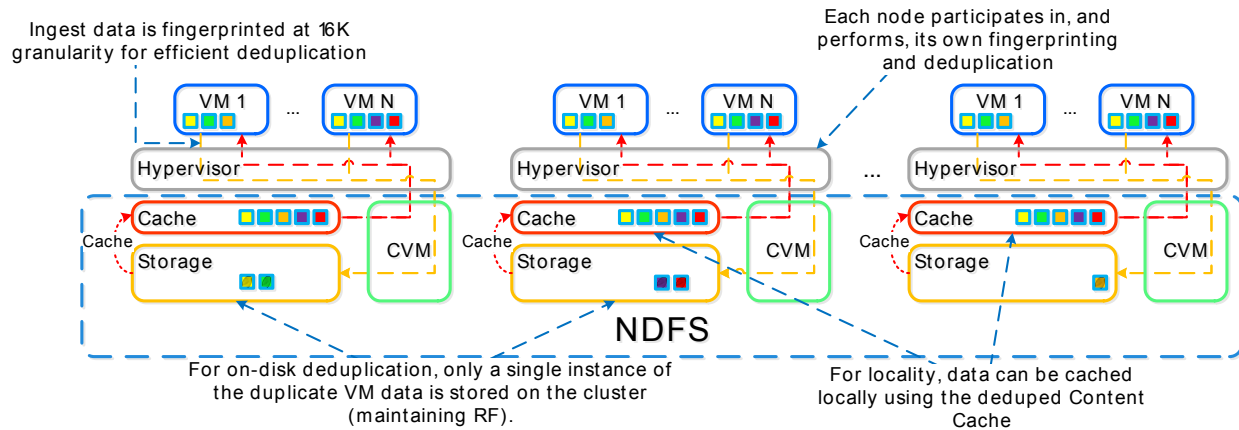 Ingest data is fingerprinted at 16K
granularity for efficient deduplication
Each node participates in, and
performs, its own fingerprinting
and deduplication
VM 1
...
VM N
VM 1
...
VM N
VM 1
...
VM N
Hypervisor
Hypervisor
...
Hypervisor
Cache
Cache
Cache
Cache
Cache
Cache
CVM
CVM
CVM
Storage
Storage
Storage
NDFS
For on-disk deduplication, only a single instance
of the duplicate VM data is stored on the cluster
(maintaining RF).
For locality, data can be cached
locally using the deduped Content
Cache